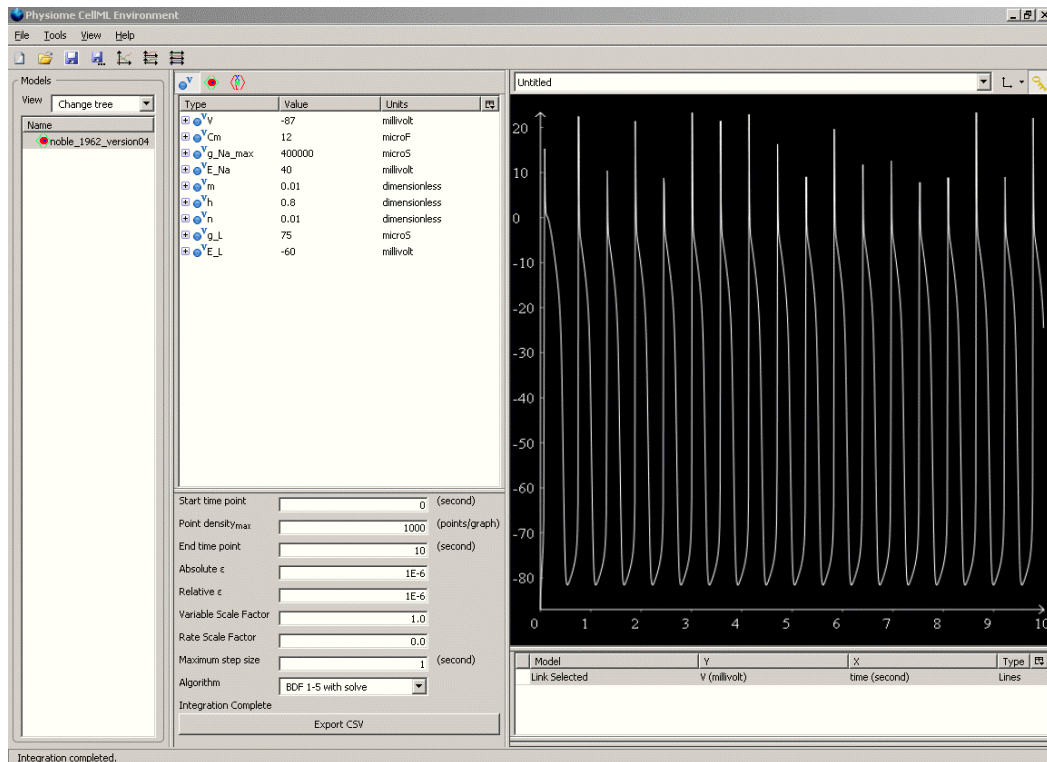 Physiome CellML Environment
File Tools View Help
Models
View Change tree
Name
noble_1962_version04
Type Value Units
V -87 millivolt
Cm 12 microF
g_Na_max 400000 microS
E_Na 40 millivolt
m 0.01 dimensionless
h 0.8 dimensionless
n 0.01 dimensionless
g_L 75 microS
E_L -60 millivolt
Start time point 0 (second)
Point densitymax 1000 (points/graph)
End time point 10 (second)
Absolute ε 1E-6
Relative ε 1E-6
Variable Scale Factor 1.0
Rate Scale Factor 0.0
Maximum step size 1 (second)
Algorithm BDF 1-5 with solve
Integration Complete
Export CSV
Untitled
20
10
0
-10
-20
-30
-40
-50
-60
-70
-80
0 1 2 3 4 5 6 7 8 9 10
Model Y X Type
Link Selected V (millivolt) time (second) Lines
Integration completed.